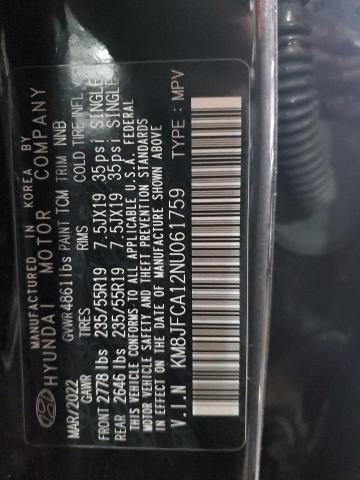 MANUFACTURED IN KOREA BY
HYUNDAI MOTOR COMPANY
MAR/2022 GVWR 4861 lbs PAINT TCM TRIM NNB
GAWR TIRES RIMS COLD TIRE INFL
FRONT 2778 lbs 235/55R19 7.5JX19 35psi SINGLE
REAR 2646 lbs 235/55R19 7.5JX19 35psi SINGLE
THIS VEHICLE CONFORMS TO ALL APPLICABLE U.S.A. FEDERAL
MOTOR VEHICLE SAFETY AND THEFT PREVENTION STANDARDS
IN EFFECT ON THE DATE OF MANUFACTURE SHOWN ABOVE
V.I.N KM8JFCA12NU061759 TYPE : MPV